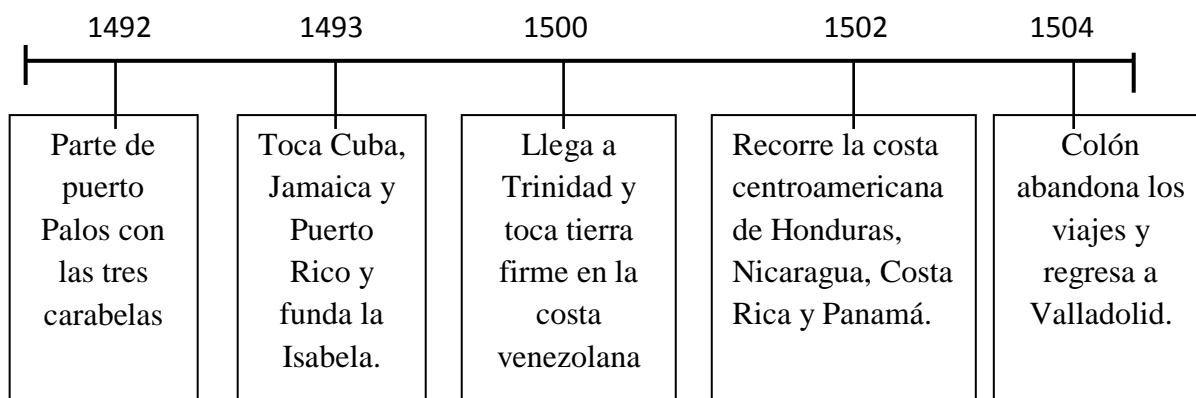 1492 1493 1500 1502 1504
Parte de
puerto
Palos con
las tres
carabelas
Toca Cuba,
Jamaica y
Puerto
Rico y
funda la
Isabela.
Llega a
Trinidad y
toca tierra
firme en la
costa
venezolana
Recorre la costa
centroamericana
de Honduras,
Nicaragua, Costa
Rica y Panamá.
Colón
abandona los
viajes y
regresa a
Valladolid.